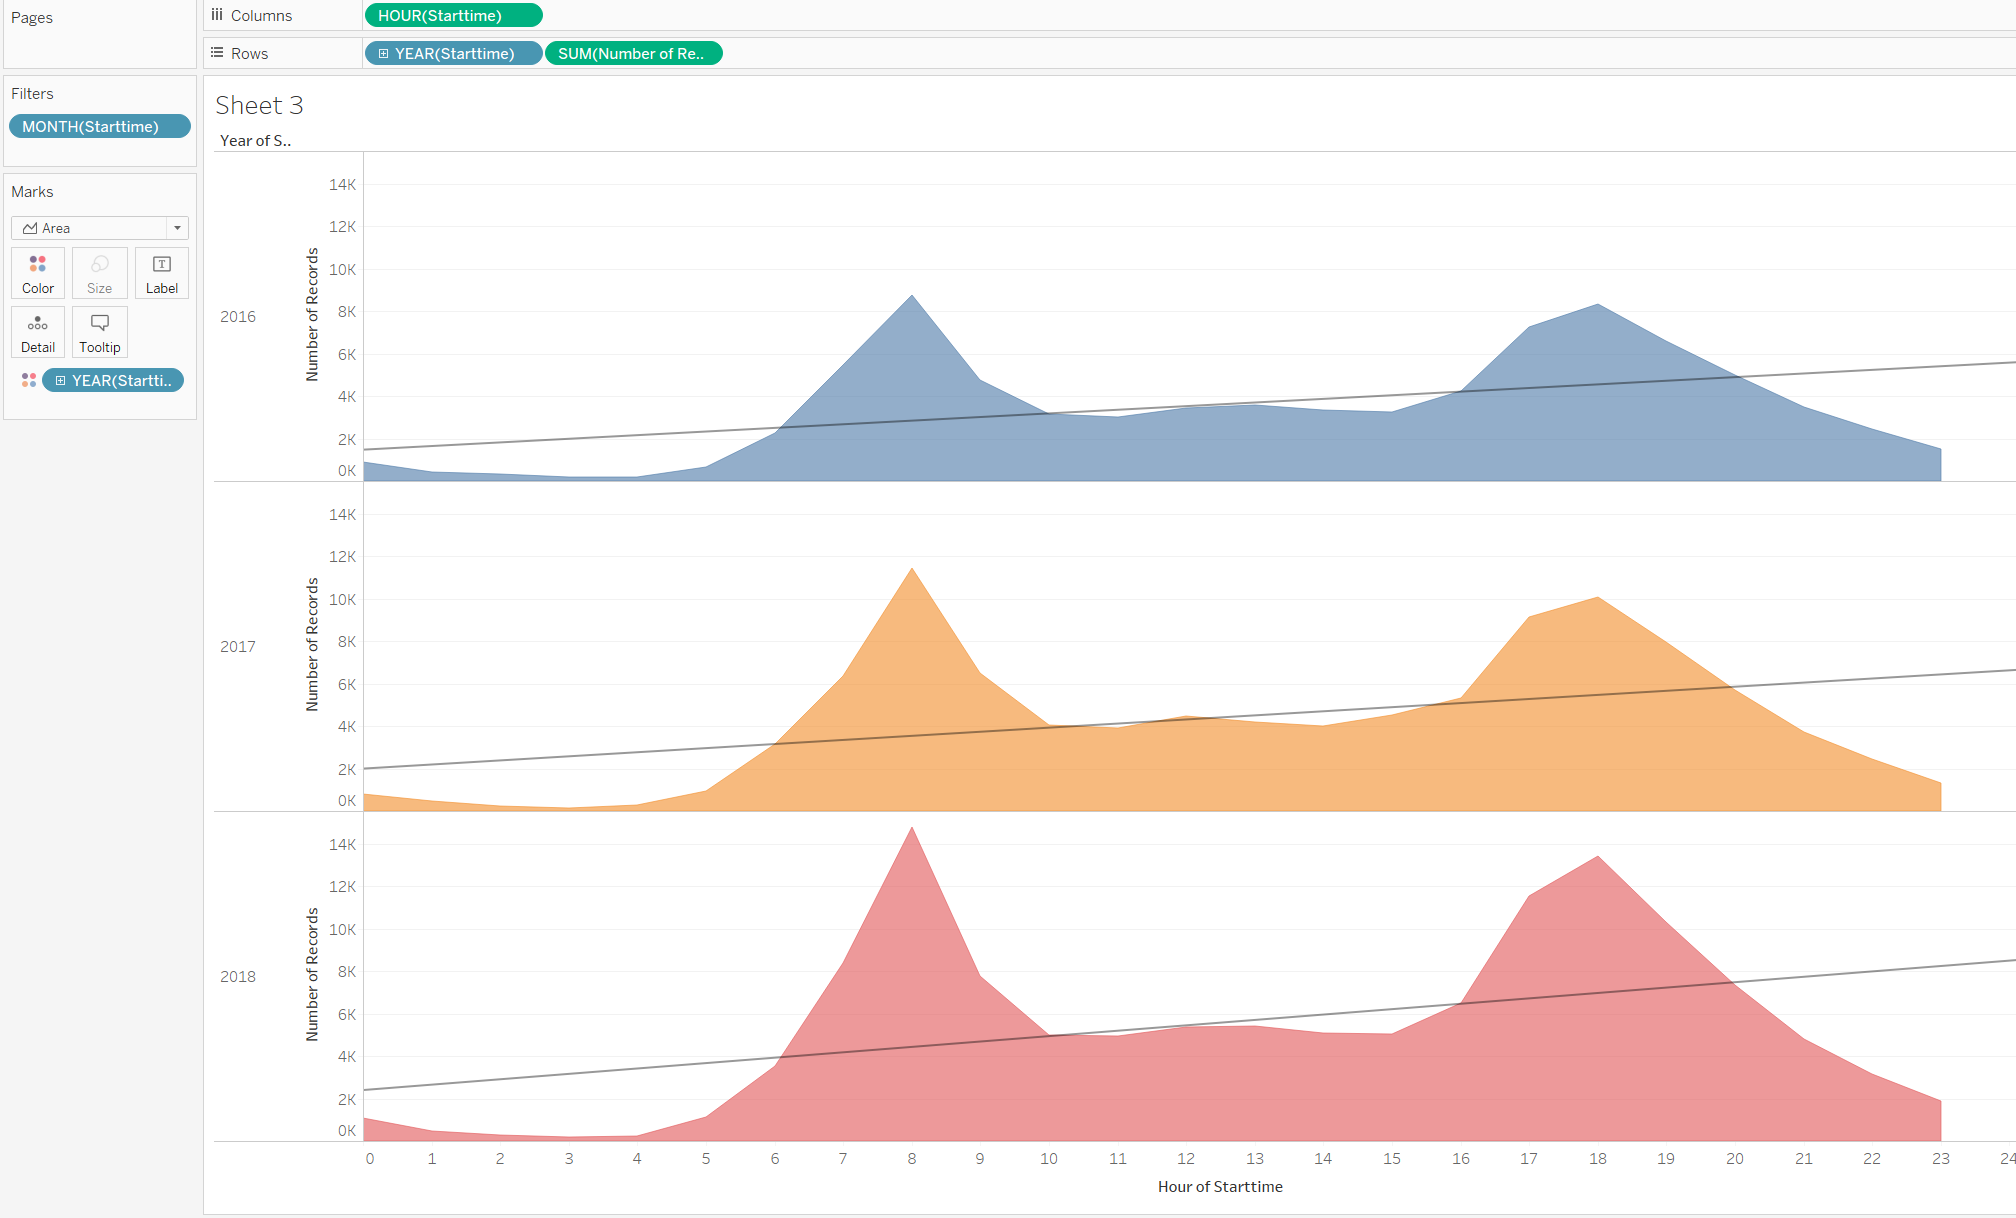 Pages
Columns
HOUR(Starttime)
Rows
YEAR(Starttime)
SUM(Number of Re..
Filters
MONTH(Starttime)
Marks
Area
Color
Size
Label
Detail
Tooltip
YEAR(Startti..
Sheet 3
Year of S..
2016
Number of Records
14K
12K
10K
8K
6K
4K
2K
0K
2017
Number of Records
14K
12K
10K
8K
6K
4K
2K
0K
2018
Number of Records
14K
12K
10K
8K
6K
4K
2K
0K
0 1 2 3 4 5 6 7 8 9 10 11 12 13 14 15 16 17 18 19 20 21 22 23 24
Hour of Starttime